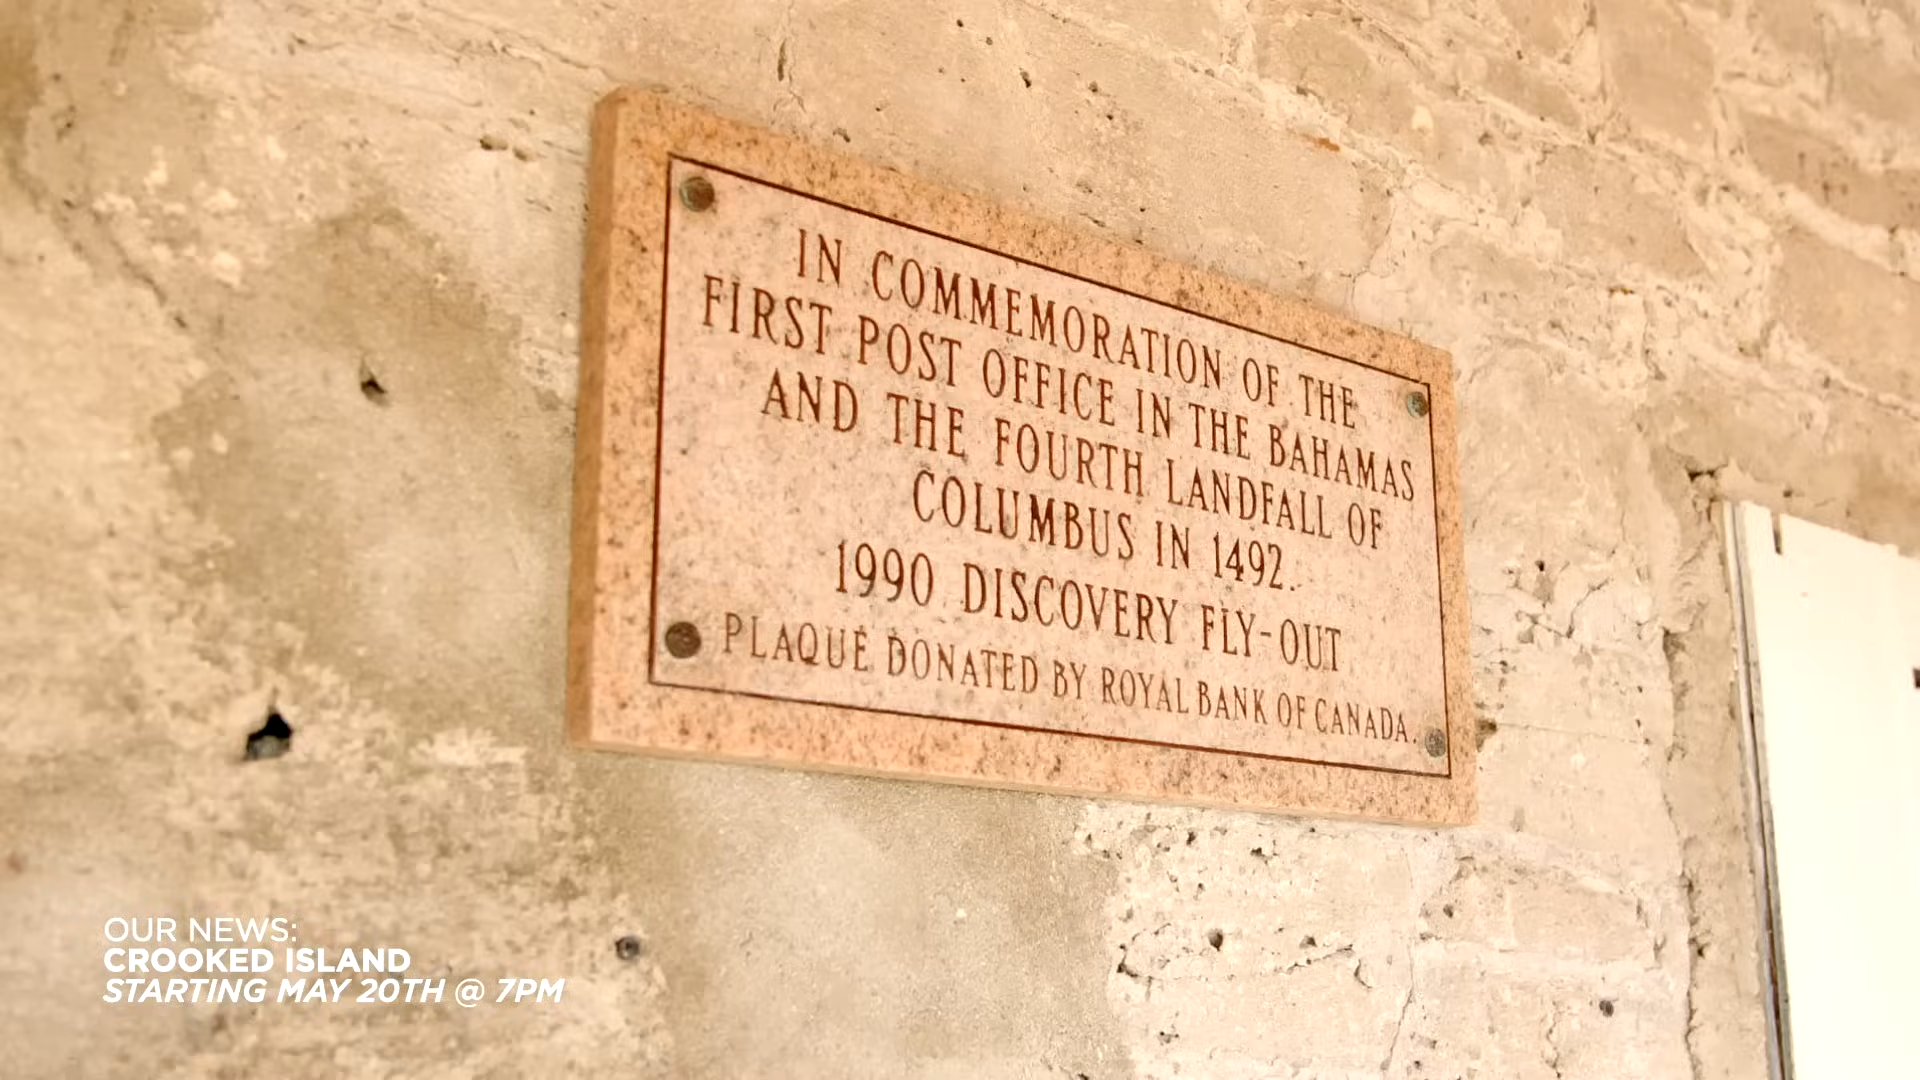 IN COMMEMORATION OF THE
FIRST POST OFFICE IN THE BAHAMAS
AND THE FOURTH LANDFALL OF
COLUMBUS IN 1492.
1990 DISCOVERY FLY-OUT
PLAQUE DONATED BY ROYAL BANK OF CANADA.
OUR NEWS:
CROOKED ISLAND
STARTING MAY 20TH @ 7PM